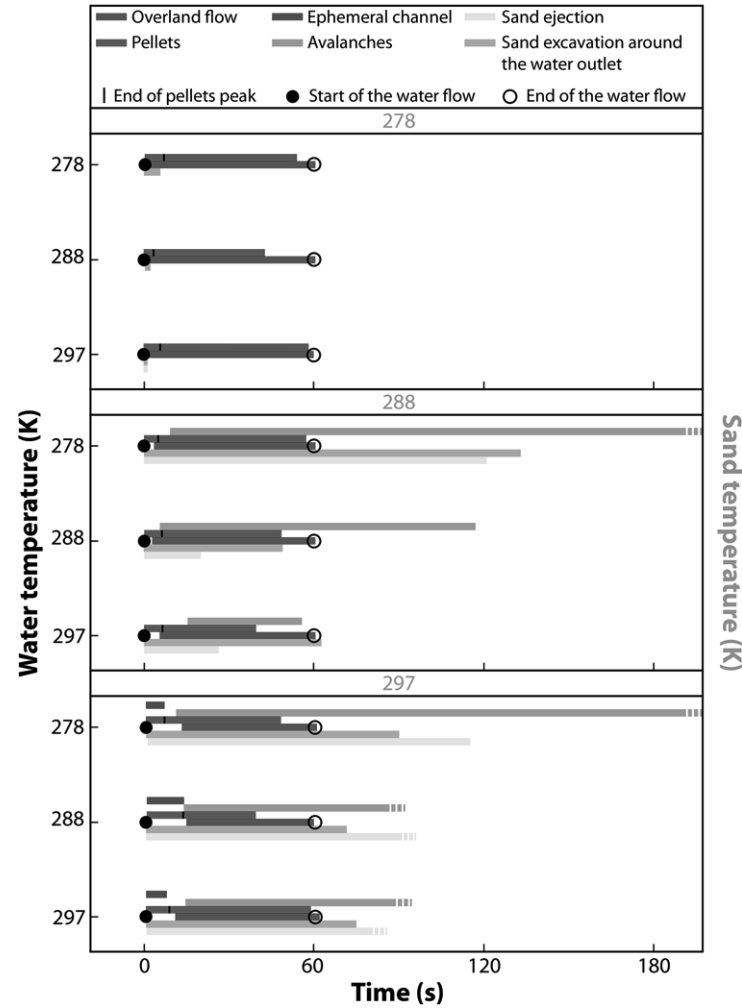 Overland flow Ephemeral channel Sand ejection
Pellets Avalanches Sand excavation around
the water outlet
End of pellets peak Start of the water flow End of the water flow
278
278
288
297
288
278
288
297
297
278
288
297
0 60 120 180
Time (s)
Water temperature (K)
Sand temperature (K)